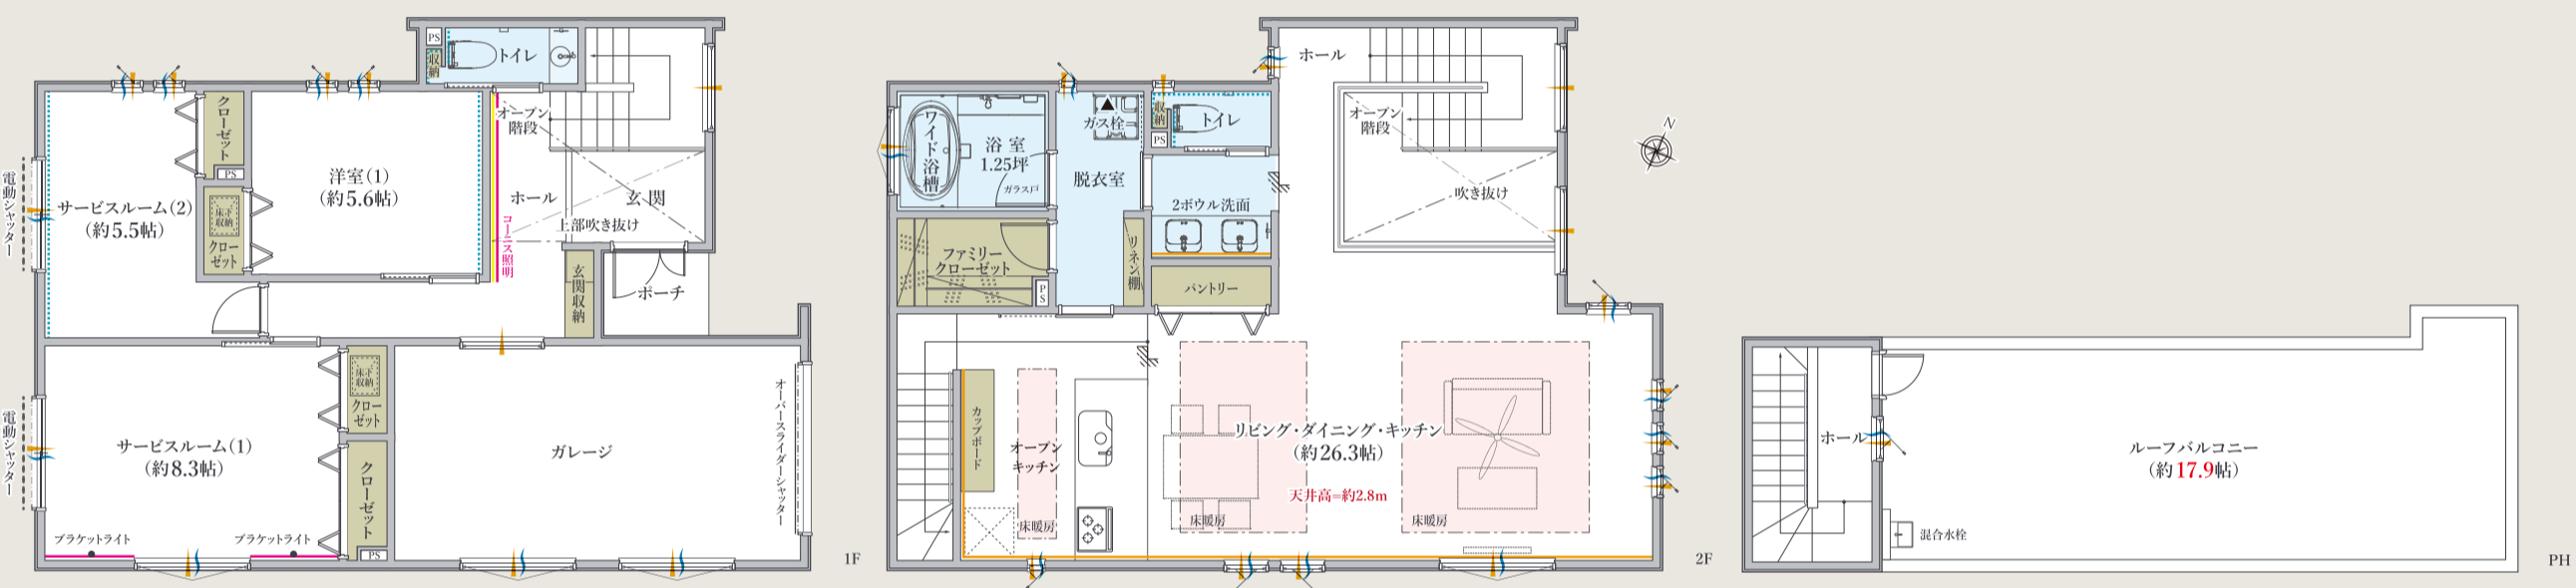 PS
収納
トイレ
クローゼット
PS
床下収納
クローゼット
洋室(1)
(約5.6帖)
サービスルーム(2)
(約5.5帖)
電動シャッター
オープン
階段
ホール
玄関
上部吹き抜け
コーニス照明
玄関収納
ポーチ
電動シャッター
サービスルーム(1)
(約8.3帖)
床下収納
クローゼット
クローゼット
PS
ブラケットライト
ブラケットライト
ガレージ
オーバースライダーシャッター
1F
ホール
オープン
階段
吹き抜け
ワイド浴槽
浴室
1.25坪
ガラス戸
ガス栓
脱衣室
収納
PS
トイレ
2ボウル洗面
ファミリー
クローゼット
PS
リネン棚
パントリー
カップボード
オープン
キッチン
床暖房
リビング・ダイニング・キッチン
(約26.3帖)
天井高=約2.8m
床暖房
床暖房
2F
N
ホール
ルーフバルコニー
(約17.9帖)
混合水栓
PH